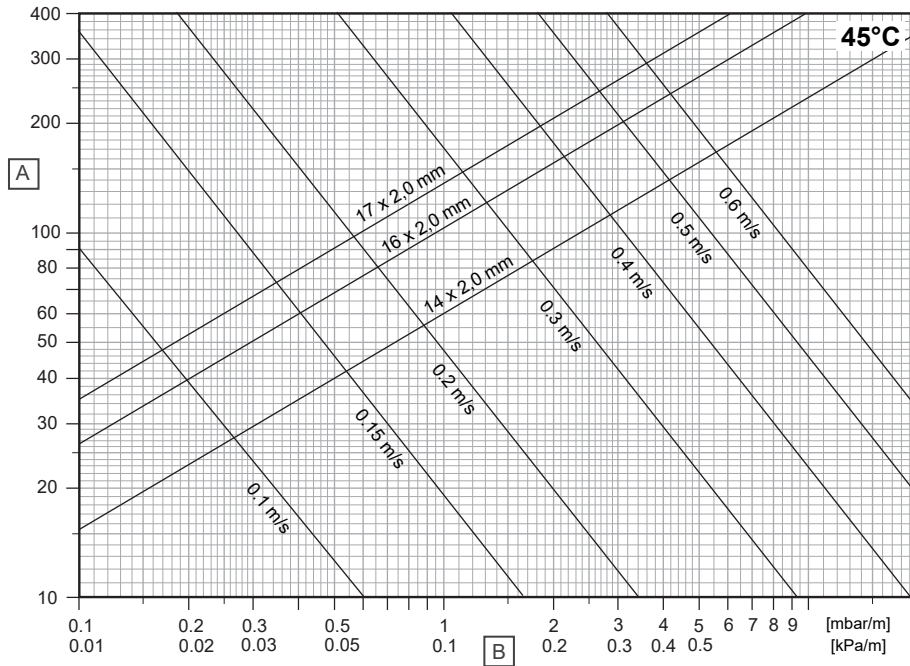 400
300
200
100
80
60
50
40
30
20
10
A
45°C
17 x 2,0 mm
16 x 2,0 mm
14 x 2,0 mm
0.1 m/s
0.15 m/s
0.2 m/s
0.3 m/s
0.4 m/s
0.5 m/s
0.6 m/s
0.1 0.2 0.3 0.5 1 2 3 4 5 6 7 8 9 [mbar/m]
0.01 0.02 0.03 0.05 0.1 0.2 0.3 0.4 0.5 [kPa/m]
B